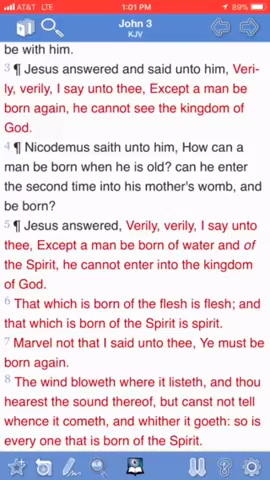 AT&T LTE 1:01 PM 89%
John 3
KJV
be with him.
3 ¶ Jesus answered and said unto him, Veri-
ly, verily, I say unto thee, Except a man be
born again, he cannot see the kingdom of
God.
4 ¶ Nicodemus saith unto him, How can a
man be born when he is old? can he enter
the second time into his mother's womb, and
be born?
5 ¶ Jesus answered, Verily, verily, I say unto
thee, Except a man be born of water and of
the Spirit, he cannot enter into the kingdom
of God.
6 That which is born of the flesh is flesh; and
that which is born of the Spirit is spirit.
7 Marvel not that I said unto thee, Ye must be
born again.
8 The wind bloweth where it listeth, and thou
hearest the sound thereof, but canst not tell
whence it cometh, and whither it goeth: so is
every one that is born of the Spirit.